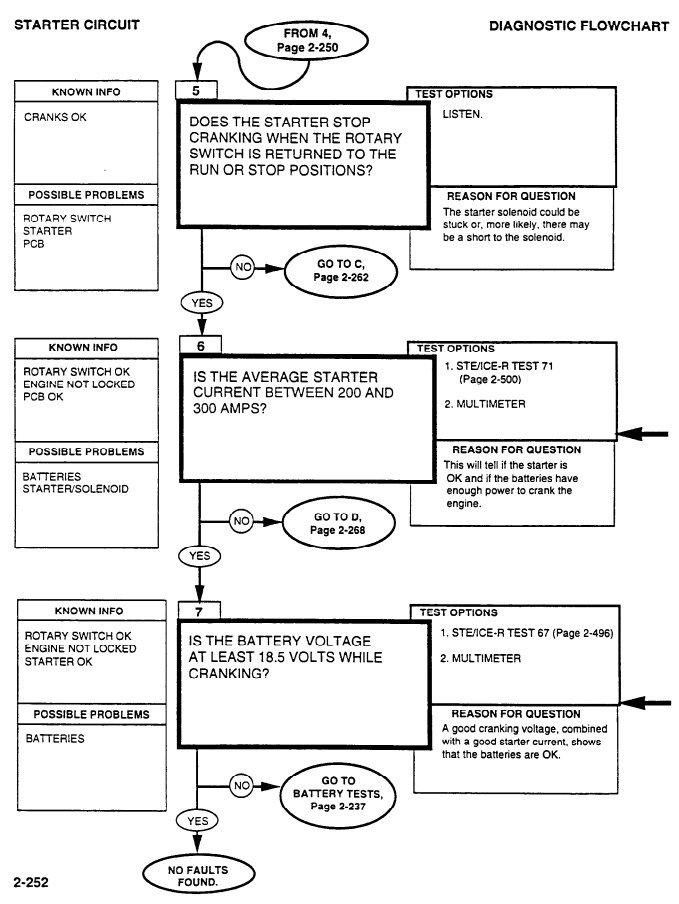 STARTER CIRCUIT
DIAGNOSTIC FLOWCHART
FROM 4,
Page 2-250
KNOWN INFO
CRANKS OK
POSSIBLE PROBLEMS
ROTARY SWITCH
STARTER
PCB
5
DOES THE STARTER STOP
CRANKING WHEN THE ROTARY
SWITCH IS RETURNED TO THE
RUN OR STOP POSITIONS?
TEST OPTIONS
LISTEN.
REASON FOR QUESTION
The starter solenoid could be
stuck or, more likely, there may
be a short to the solenoid.
NO
GO TO C,
Page 2-262
YES
KNOWN INFO
ROTARY SWITCH OK
ENGINE NOT LOCKED
PCB OK
POSSIBLE PROBLEMS
BATTERIES
STARTER/SOLENOID
6
IS THE AVERAGE STARTER
CURRENT BETWEEN 200 AND
300 AMPS?
TEST OPTIONS
1. STE/ICE-R TEST 71
(Page 2-500)
2. MULTIMETER
REASON FOR QUESTION
This will tell if the starter is
OK and if the batteries have
enough power to crank the
engine.
NO
GO TO D,
Page 2-268
YES
KNOWN INFO
ROTARY SWITCH OK
ENGINE NOT LOCKED
STARTER OK
POSSIBLE PROBLEMS
BATTERIES
7
IS THE BATTERY VOLTAGE
AT LEAST 18.5 VOLTS WHILE
CRANKING?
TEST OPTIONS
1. STE/ICE-R TEST 67 (Page 2-496)
2. MULTIMETER
REASON FOR QUESTION
A good cranking voltage, combined
with a good starter current, shows
that the batteries are OK.
NO
GO TO
BATTERY TESTS,
Page 2-237
YES
NO FAULTS
FOUND.
2-252